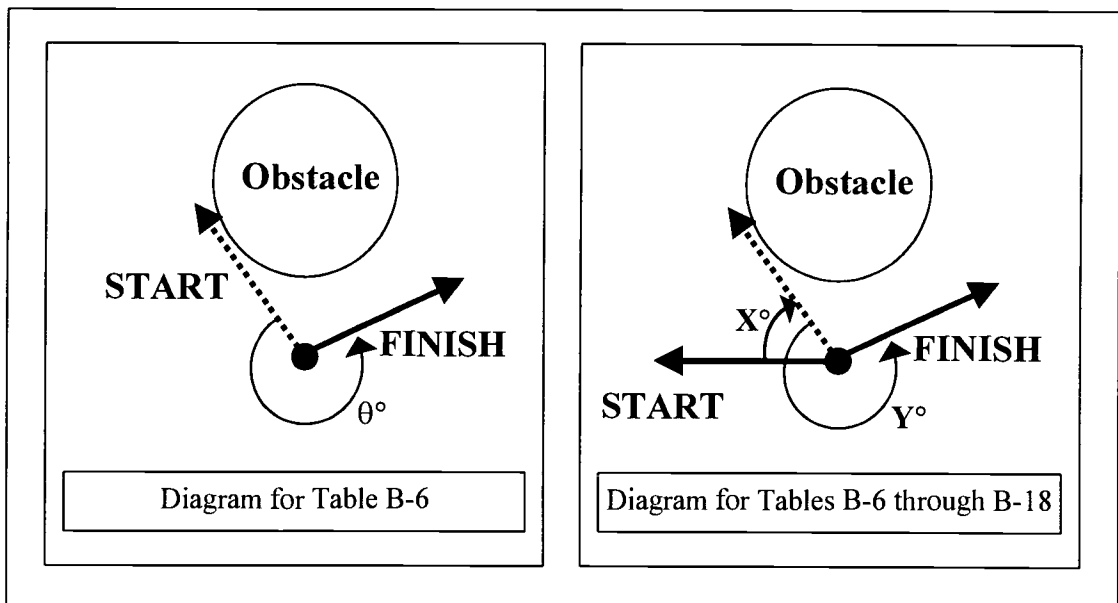 Obstacle
START
FINISH
θ°
Diagram for Table B-6
Obstacle
X°
FINISH
START
Y°
Diagram for Tables B-6 through B-18